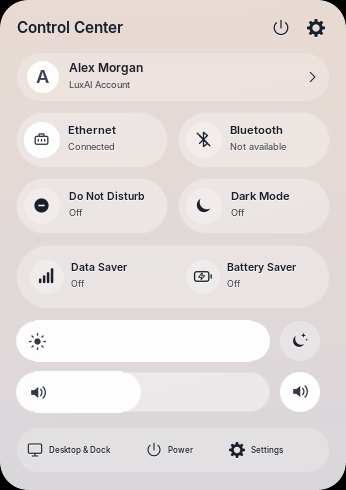 Control Center
A
Alex Morgan
LuxAI Account
Ethernet
Connected
Bluetooth
Not available
Do Not Disturb
Off
Dark Mode
Off
Data Saver
Off
Battery Saver
Off
Desktop & Dock
Power
Settings